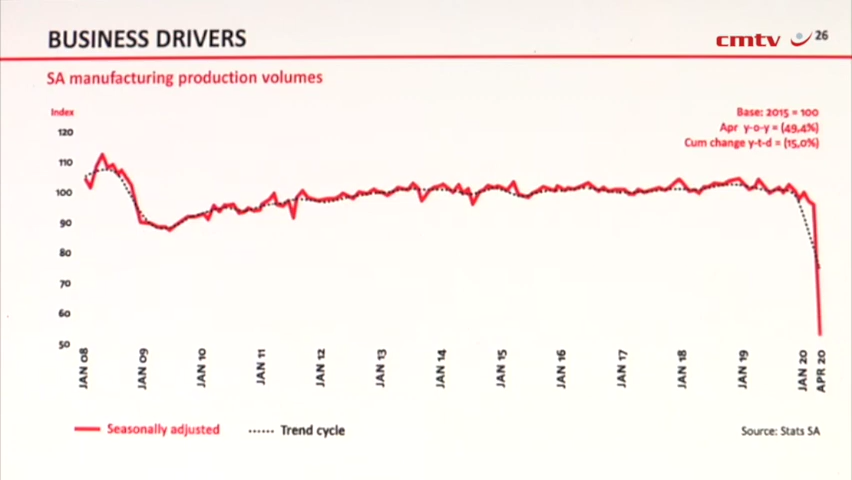 BUSINESS DRIVERS
cmtv
26
SA manufacturing production volumes
Index
Base: 2015 = 100
Apr y-o-y = (49,4%)
Cum change y-t-d = (15,0%)
120
110
100
90
80
70
60
50
JAN 08
JAN 09
JAN 10
JAN 11
JAN 12
JAN 13
JAN 14
JAN 15
JAN 16
JAN 17
JAN 18
JAN 19
JAN 20
APR 20
Seasonally adjusted
Trend cycle
Source: Stats SA